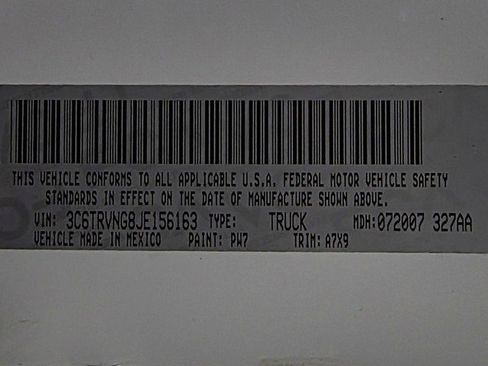 THIS VEHICLE CONFORMS TO ALL APPLICABLE U.S.A. FEDERAL MOTOR VEHICLE SAFETY
STANDARDS IN EFFECT ON THE DATE OF MANUFACTURE SHOWN ABOVE.
VIN: 3C6TRVNG8JE156163 TYPE: TRUCK MDH:072007 327AA
VEHICLE MADE IN MEXICO PAINT: PW7 TRIM: A7X9